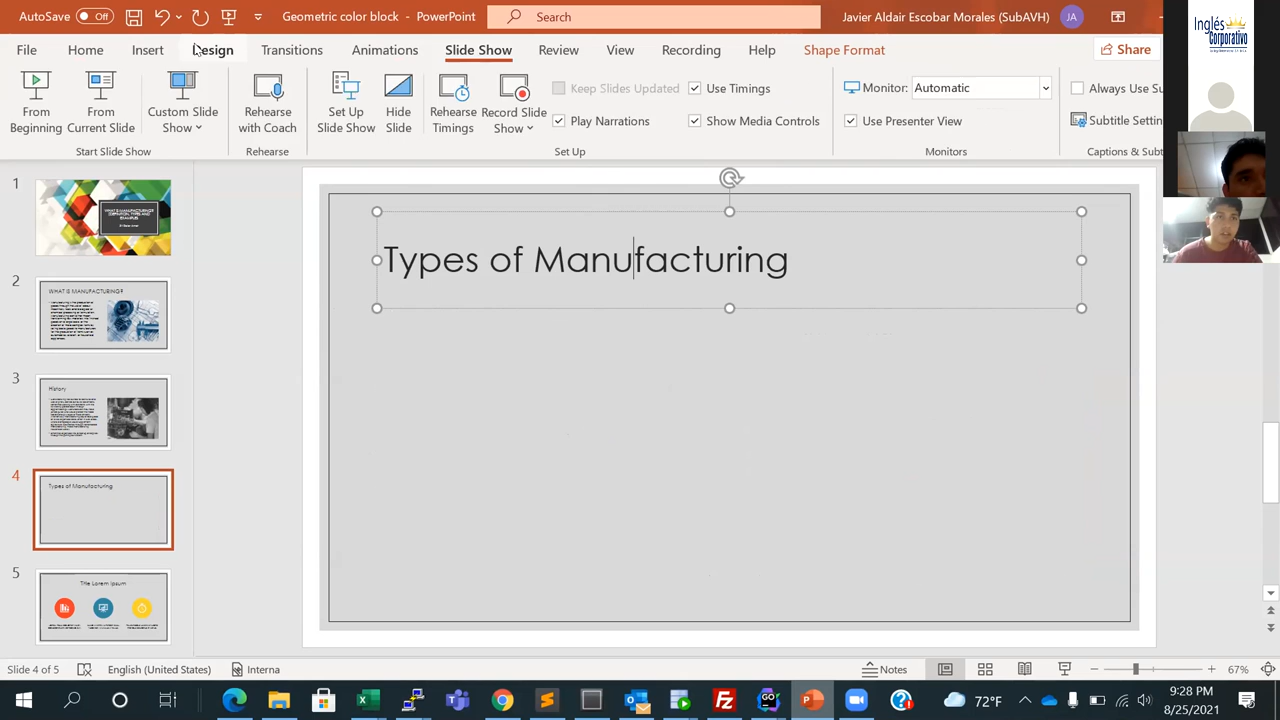 AutoSave Off Geometric color block - PowerPoint Search Javier Aldair Escobar Morales (SubAVH) JA
File Home Insert Design Transitions Animations Slide Show Review View Recording Help Shape Format Share
From Beginning
From Current Slide
Custom Slide Show
Rehearse with Coach
Set Up Slide Show
Hide Slide
Rehearse Timings
Record Slide Show
Keep Slides Updated
Use Timings
Play Narrations
Show Media Controls
Monitor: Automatic
Use Presenter View
Always Use Su
Subtitle Settin
Start Slide Show Rehearse Set Up Monitors Captions & Subt
Inglés
Corporativo
1
WHAT IS MANUFACTURING?
2
WHAT IS MANUFACTURING?
3
History
4
Types of Manufacturing
5
Title Lorem Ipsum
Types of Manufacturing
Slide 4 of 5 English (United States) Interna Notes 67%
72°F
9:28 PM
8/25/2021